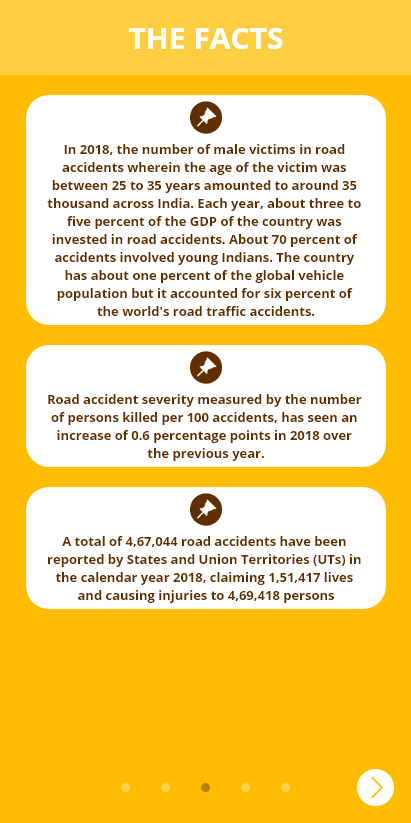 THE FACTS
In 2018, the number of male victims in road
accidents wherein the age of the victim was
between 25 to 35 years amounted to around 35
thousand across India. Each year, about three to
five percent of the GDP of the country was
invested in road accidents. About 70 percent of
accidents involved young Indians. The country
has about one percent of the global vehicle
population but it accounted for six percent of
the world's road traffic accidents.
Road accident severity measured by the number
of persons killed per 100 accidents, has seen an
increase of 0.6 percentage points in 2018 over
the previous year.
A total of 4,67,044 road accidents have been
reported by States and Union Territories (UTs) in
the calendar year 2018, claiming 1,51,417 lives
and causing injuries to 4,69,418 persons